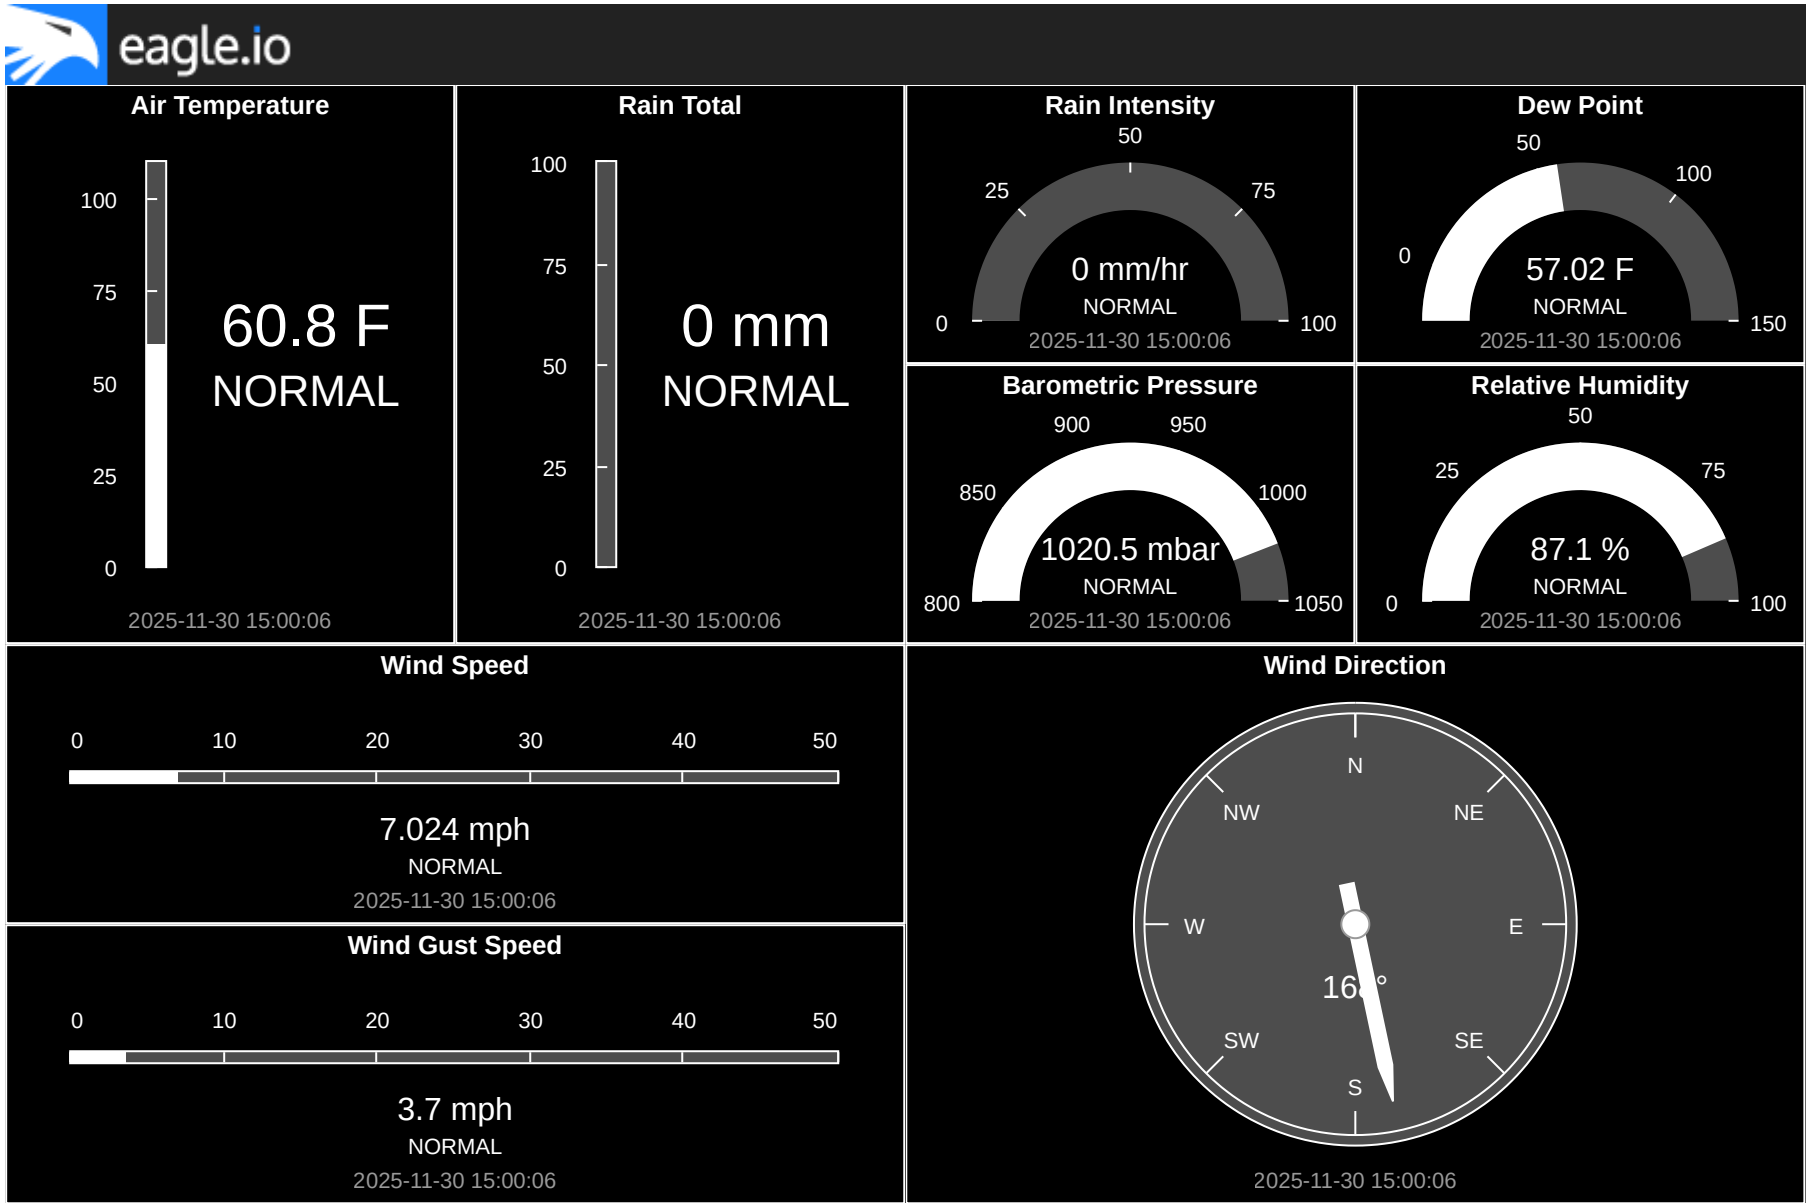 eagle.io
Air Temperature
100
75
50
25
0
60.8 F
NORMAL
2025-11-30 15:00:06
Rain Total
100
75
50
25
0
0 mm
NORMAL
2025-11-30 15:00:06
Rain Intensity
0
25
50
75
100
0 mm/hr
NORMAL
2025-11-30 15:00:06
Dew Point
0
50
100
150
57.02 F
NORMAL
2025-11-30 15:00:06
Barometric Pressure
800
850
900
950
1000
1050
1020.5 mbar
NORMAL
2025-11-30 15:00:06
Relative Humidity
0
25
50
75
100
87.1 %
NORMAL
2025-11-30 15:00:06
Wind Speed
0 10 20 30 40 50
7.024 mph
NORMAL
2025-11-30 15:00:06
Wind Gust Speed
0 10 20 30 40 50
3.7 mph
NORMAL
2025-11-30 15:00:06
Wind Direction
N
NW NE
W E
SW SE
S
2025-11-30 15:00:06